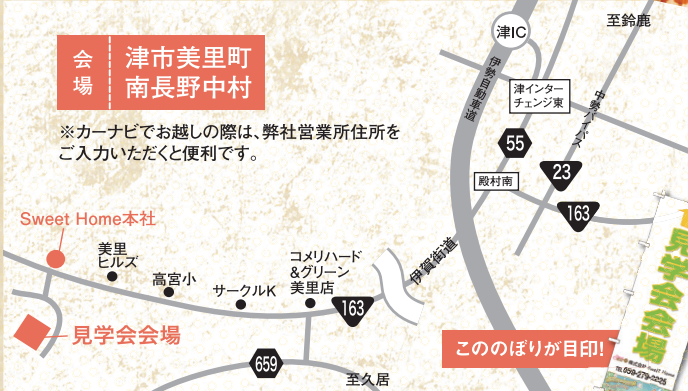 会場
津市美里町
南長野中村
※カーナビでお越しの際は、弊社営業所住所を
ご入力いただくと便利です。
津IC
至鈴鹿
伊勢自動車道
津インター
チェンジ東
中勢バイパス
55
23
殿村南
163
Sweet Home本社
美里
ヒルズ
高宮小
サークルK
コメリハード
&グリーン
美里店
163
伊賀街道
見学会会場
659
至久居
こののぼりが目印!
見学会会場